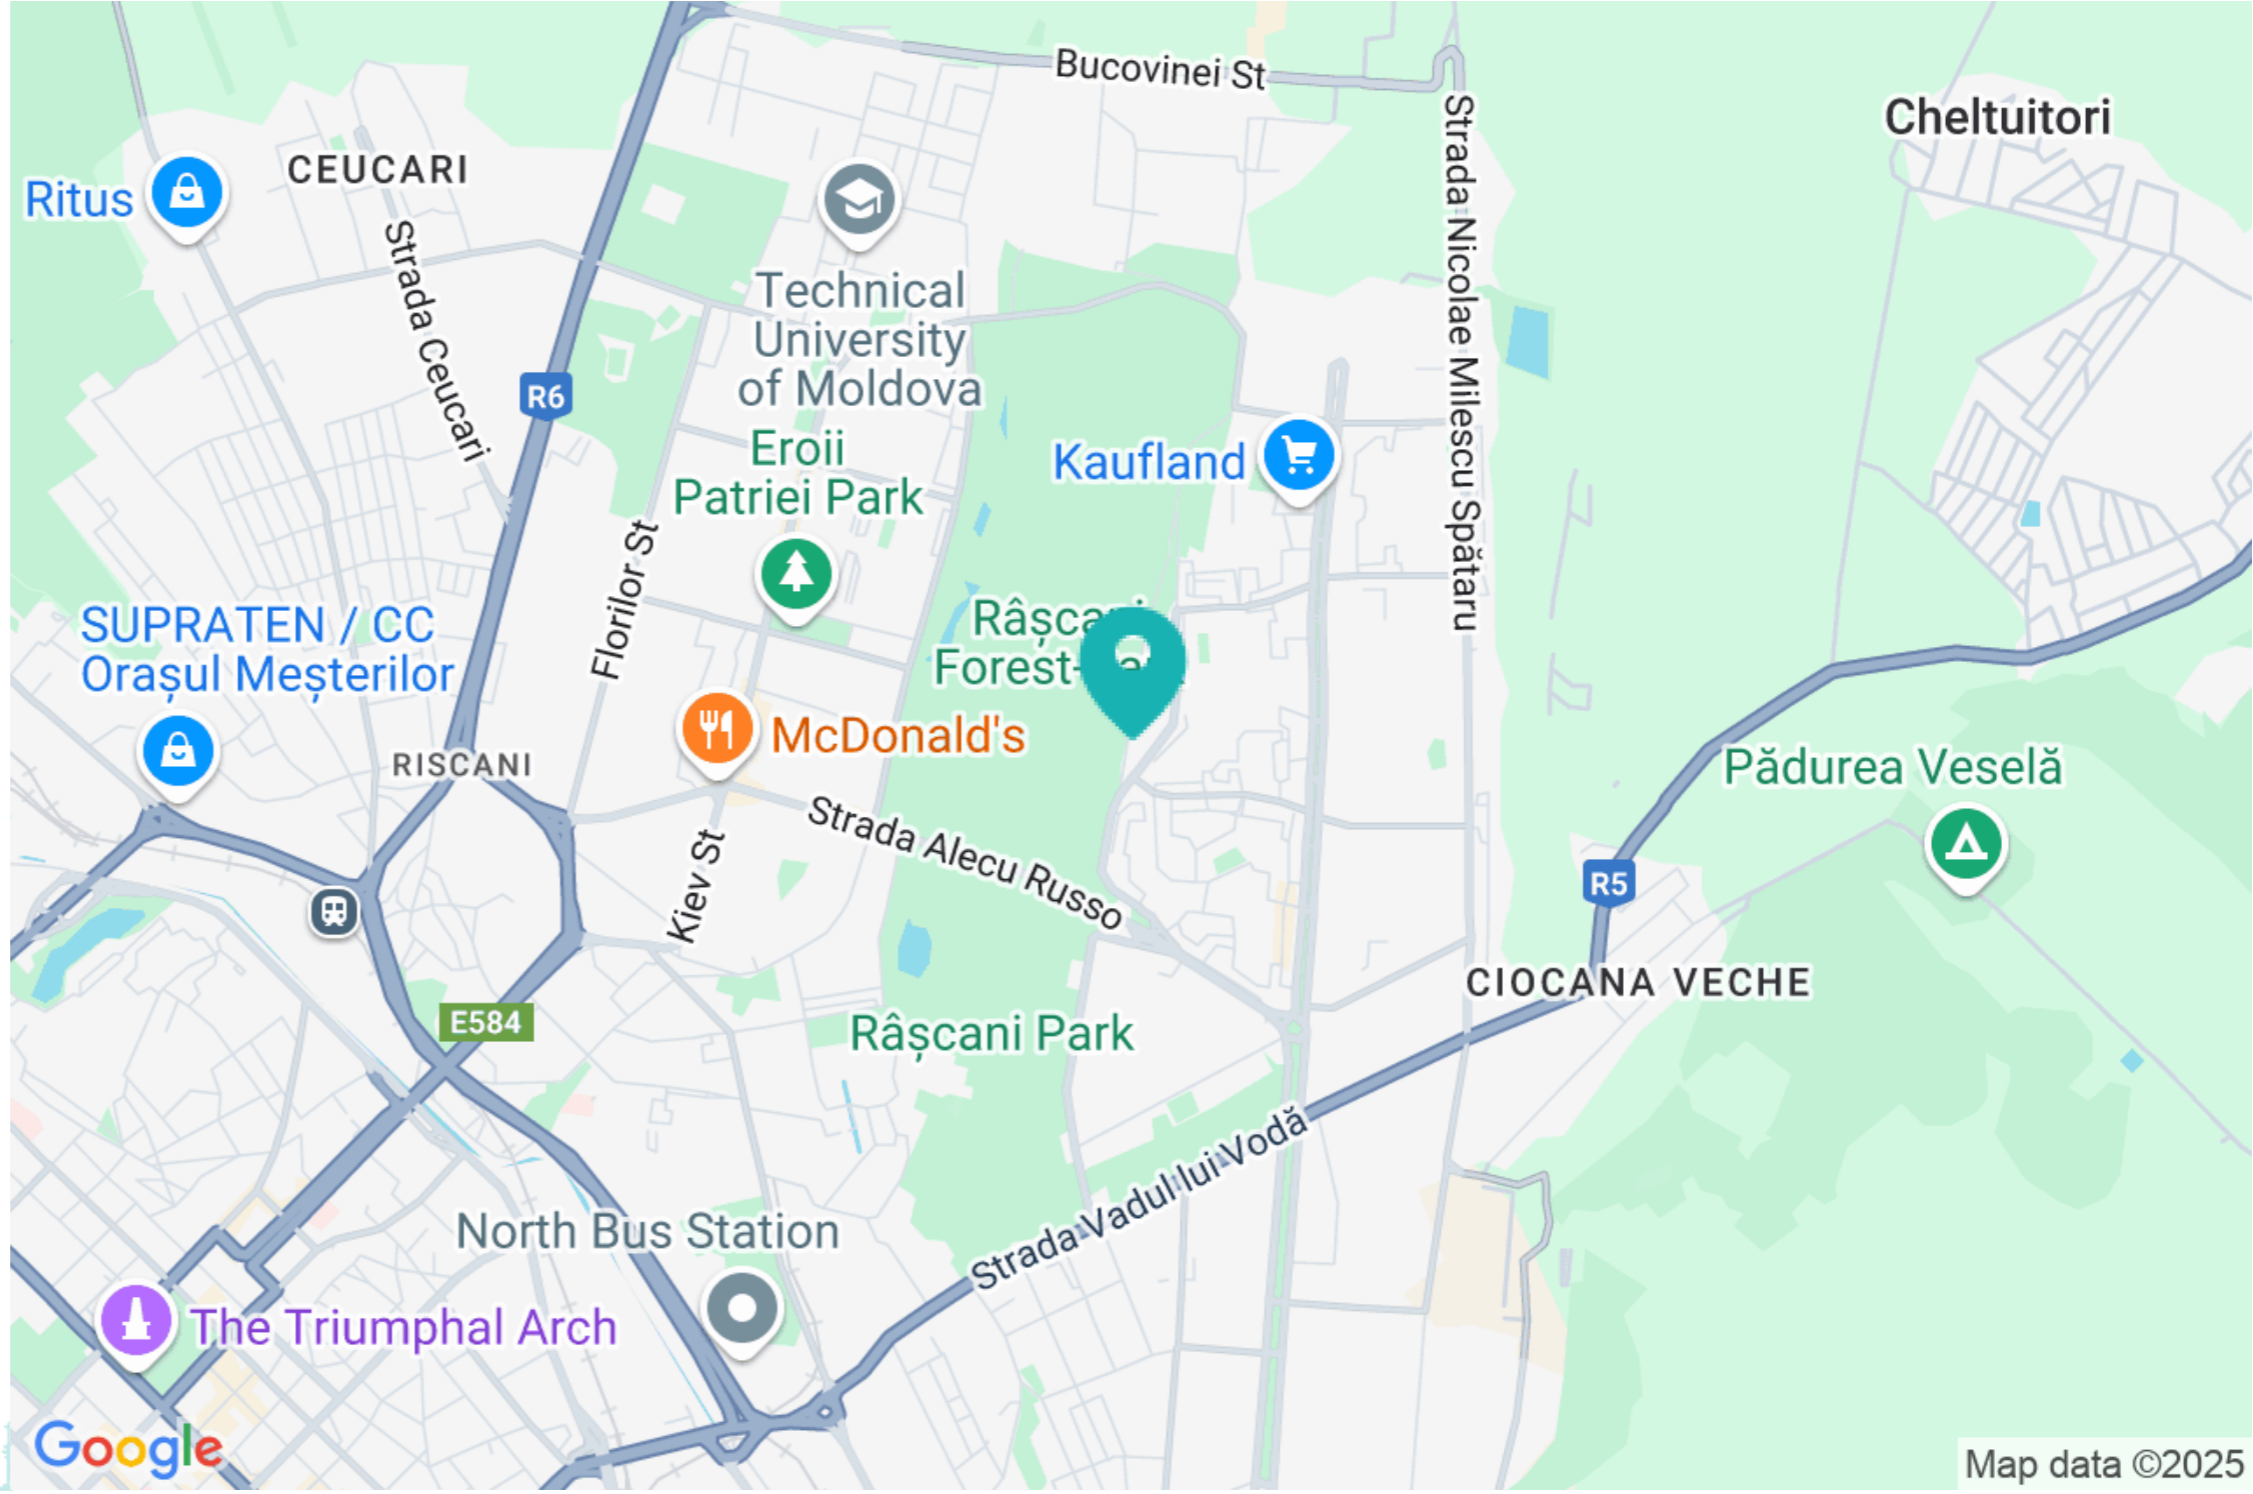 Bucovinei St
Cheltuitori
CEUCARI
Ritus
Strada Nicolae Milescu Spătaru
Strada Ceucari
Technical
University
of Moldova
R6
Eroii
Patriei Park
Kaufland
Florilor St
SUPRATEN / CC
Orașul Meșterilor
Forest-
McDonald's
RISCANI
Pădurea Veselă
Strada Alecu Russo
Kiev St
R5
CIOCANA VECHE
E584
Râșcani Park
Strada Vadul lui Vodă
North Bus Station
The Triumphal Arch
Google
Map data ©2025